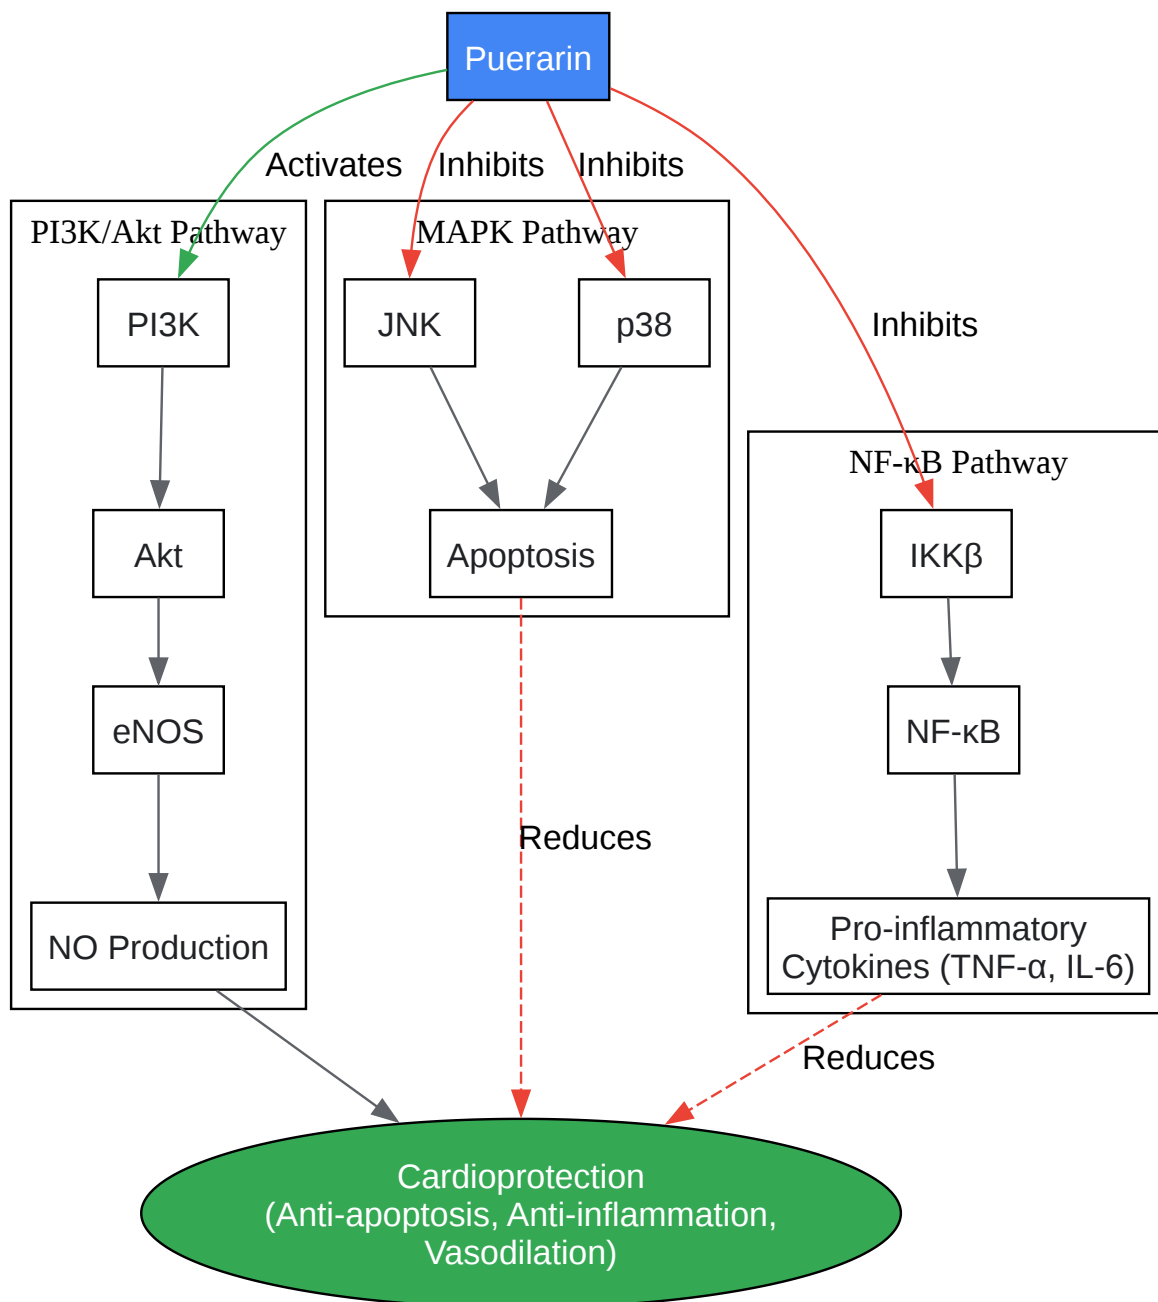 Puerarin
Activates
Inhibits
Inhibits
Inhibits
PI3K/Akt Pathway
PI3K
Akt
eNOS
NO Production
MAPK Pathway
JNK
p38
Apoptosis
Reduces
NF-κB Pathway
IKKβ
NF-κB
Pro-inflammatory
Cytokines (TNF-α, IL-6)
Reduces
Cardioprotection
(Anti-apoptosis, Anti-inflammation,
Vasodilation)